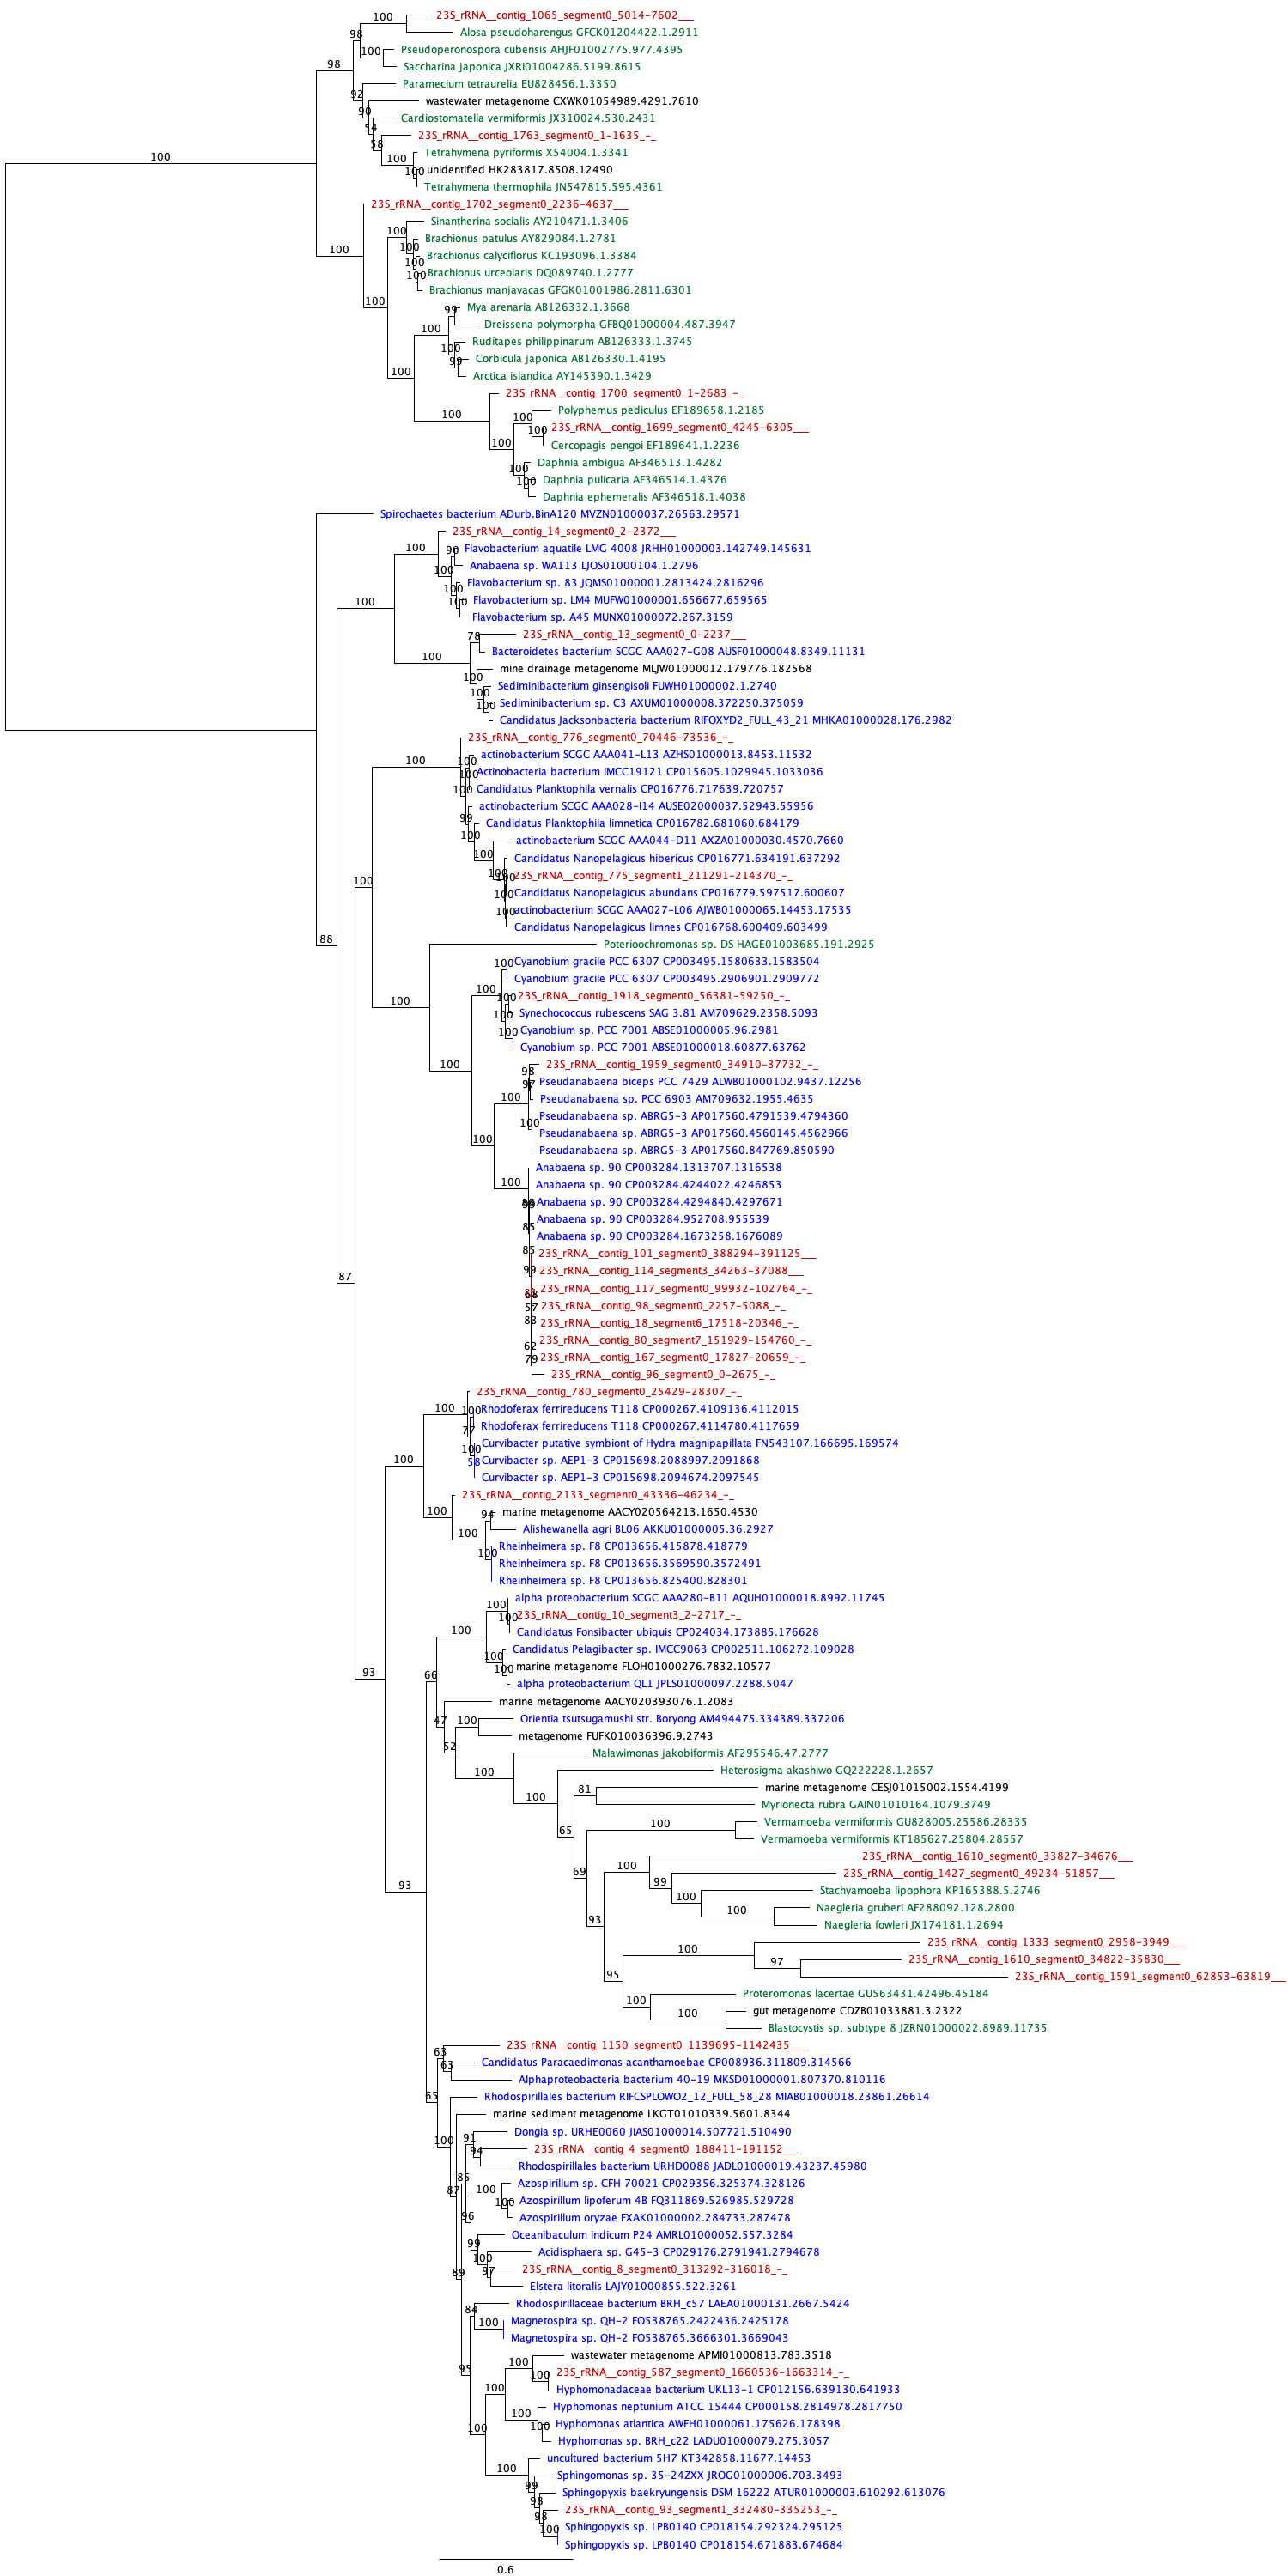 100
23S_rRNA__contig_1065_segment0_5014-7602___
98
Alosa pseudoharengus GFCK01204422.1.2911
100
Pseudoperonospora cubensis AHJF01002775.977.4395
98
Saccharina japonica JXRI01004286.5199.8615
Paramecium tetraurelia EU828456.1.3350
92
wastewater metagenome CXWK01054989.4291.7610
90
Cardiostomatella vermiformis JX310024.530.2431
54
23S_rRNA__contig_1763_segment0_1-1635_-_
58
Tetrahymena pyriformis X54004.1.3341
100
100
unidentified HK283817.8508.12490
100
Tetrahymena thermophila JN547815.595.4361
23S_rRNA__contig_1702_segment0_2236-4637___
Sinantherina socialis AY210471.1.3406
100
Brachionus patulus AY829084.1.2781
100
100
Brachionus calyciflorus KC193096.1.3384
100
Brachionus urceolaris DQ089740.1.2777
100
Brachionus manjavacas GFGK01001986.2811.6301
100
Mya arenaria AB126332.1.3668
99
Dreissena polymorpha GFBQ01000004.487.3947
100
Ruditapes philippinarum AB126333.1.3745
100
Corbicula japonica AB126330.1.4195
99
Arctica islandica AY145390.1.3429
100
23S_rRNA__contig_1700_segment0_1-2683_-_
Polyphemus pediculus EF189658.1.2185
100
100
23S_rRNA__contig_1699_segment0_4245-6305___
100
Cercopagis pengoi EF189641.1.2236
100
Daphnia ambigua AF346513.1.4282
100
Daphnia pulicaria AF346514.1.4376
100
Daphnia ephemeralis AF346518.1.4038
Spirochaetes bacterium ADurb.BinA120 MVZN01000037.26563.29571
23S_rRNA__contig_14_segment0_2-2372___
100
Flavobacterium aquatile LMG 4008 JRHH01000003.142749.145631
90
Anabaena sp. WA113 LJOS01000104.1.2796
100
Flavobacterium sp. 83 JQMS01000001.2813424.2816296
100
Flavobacterium sp. LM4 MUFW01000001.656677.659565
100
100
Flavobacterium sp. A45 MUNX01000072.267.3159
23S_rRNA__contig_13_segment0_0-2237___
78
Bacteroidetes bacterium SCGC AAA027-G08 AUSF01000048.8349.11131
100
mine drainage metagenome MLJW01000012.179776.182568
100
Sediminibacterium ginsengisoli FUWH01000002.1.2740
100
Sediminibacterium sp. C3 AXUM01000008.372250.375059
100
Candidatus Jacksonbacteria bacterium RIFOXYD2_FULL_43_21 MHKA01000028.176.2982
23S_rRNA__contig_776_segment0_70446-73536_-_
actinobacterium SCGC AAA041-L13 AZHS01000013.8453.11532
100
100
Actinobacteria bacterium IMCC19121 CP015605.1029945.1033036
100
Candidatus Planktophila vernalis CP016776.717639.720757
100
actinobacterium SCGC AAA028-I14 AUSE02000037.52943.55956
99
Candidatus Planktophila limnetica CP016782.681060.684179
100
actinobacterium SCGC AAA044-D11 AXZA01000030.4570.7660
100
Candidatus Nanopelagicus hibericus CP016771.634191.637292
100
100
23S_rRNA__contig_775_segment1_211291-214370_-_
100
Candidatus Nanopelagicus abundans CP016779.597517.600607
100
actinobacterium SCGC AAA027-L06 AJWB01000065.14453.17535
100
Candidatus Nanopelagicus limnes CP016768.600409.603499
88
Poterioochromonas sp. DS HAGE01003685.191.2925
100
Cyanobium gracile PCC 6307 CP003495.1580633.1583504
Cyanobium gracile PCC 6307 CP003495.2906901.2909772
100
100
23S_rRNA__contig_1918_segment0_56381-59250_-_
100
100
Synechococcus rubescens SAG 3.81 AM709629.2358.5093
100
Cyanobium sp. PCC 7001 ABSE01000005.96.2981
Cyanobium sp. PCC 7001 ABSE01000018.60877.63762
100
23S_rRNA__contig_1959_segment0_34910-37732_-_
98
97
Pseudanabaena biceps PCC 7429 ALWB01000102.9437.12256
100
Pseudanabaena sp. PCC 6903 AM709632.1955.4635
Pseudanabaena sp. ABRG5-3 AP017560.4791539.4794360
100
Pseudanabaena sp. ABRG5-3 AP017560.4560145.4562966
100
Pseudanabaena sp. ABRG5-3 AP017560.847769.850590
Anabaena sp. 90 CP003284.1313707.1316538
100
Anabaena sp. 90 CP003284.4244022.4246853
Anabaena sp. 90 CP003284.4294840.4297671
Anabaena sp. 90 CP003284.952708.955539
85
Anabaena sp. 90 CP003284.1673258.1676089
85
23S_rRNA__contig_101_segment0_388294-391125___
99
23S_rRNA__contig_114_segment3_34263-37088___
87
23S_rRNA__contig_117_segment0_99932-102764_-_
68
57
23S_rRNA__contig_98_segment0_2257-5088_-_
83
23S_rRNA__contig_18_segment6_17518-20346_-_
23S_rRNA__contig_80_segment7_151929-154760_-_
62
79
23S_rRNA__contig_167_segment0_17827-20659_-_
23S_rRNA__contig_96_segment0_0-2675_-_
23S_rRNA__contig_780_segment0_25429-28307_-_
100
100
Rhodoferax ferrireducens T118 CP000267.4109136.4112015
77
Rhodoferax ferrireducens T118 CP000267.4114780.4117659
100
Curvibacter putative symbiont of Hydra magnipapillata FN543107.166695.169574
100
58
Curvibacter sp. AEP1-3 CP015698.2088997.2091868
Curvibacter sp. AEP1-3 CP015698.2094674.2097545
23S_rRNA__contig_2133_segment0_43336-46234_-_
100
94
marine metagenome AACY020564213.1650.4530
100
Alishewanella agri BL06 AKKU01000005.36.2927
Rheinheimera sp. F8 CP013656.415878.418779
100
Rheinheimera sp. F8 CP013656.3569590.3572491
Rheinheimera sp. F8 CP013656.825400.828301
alpha proteobacterium SCGC AAA280-B11 AQUH01000018.8992.11745
100
100
23S_rRNA__contig_10_segment3_2-2717_-_
100
Candidatus Fonsibacter ubiquis CP024034.173885.176628
Candidatus Pelagibacter sp. IMCC9063 CP002511.106272.109028
100
100
marine metagenome FLOH01000276.7832.10577
93
66
alpha proteobacterium QL1 JPLS01000097.2288.5047
marine metagenome AACY020393076.1.2083
47
100
Orientia tsutsugamushi str. Boryong AM494475.334389.337206
metagenome FUFK010036396.9.2743
52
Malawimonas jakobiformis AF295546.47.2777
100
Heterosigma akashiwo GQ222228.1.2657
81
marine metagenome CESJ01015002.1554.4199
100
Myrionecta rubra GAIN01010164.1079.3749
100
Vermamoeba vermiformis GU828005.25586.28335
65
Vermamoeba vermiformis KT185627.25804.28557
23S_rRNA__contig_1610_segment0_33827-34676___
100
69
23S_rRNA__contig_1427_segment0_49234-51857___
99
93
100
Stachyamoeba lipophora KP165388.5.2746
100
Naegleria gruberi AF288092.128.2800
93
Naegleria fowleri JX174181.1.2694
23S_rRNA__contig_1333_segment0_2958-3949___
100
97
23S_rRNA__contig_1610_segment0_34822-35830___
95
23S_rRNA__contig_1591_segment0_62853-63819___
100
Proteromonas lacertae GU563431.42496.45184
100
gut metagenome CDZB01033881.3.2322
Blastocystis sp. subtype 8 JZRN01000022.8989.11735
63
23S_rRNA__contig_1150_segment0_1139695-1142435___
63
Candidatus Paracaedimonas acanthamoebae CP008936.311809.314566
Alphaproteobacteria bacterium 40-19 MKSD01000001.807370.810116
65
Rhodospirillales bacterium RIFCSPLOWO2_12_FULL_58_28 MIAB01000018.23861.26614
marine sediment metagenome LKGT01010339.5601.8344
100
91
Dongia sp. URHE0060 JIAS01000014.507721.510490
94
23S_rRNA__contig_4_segment0_188411-191152___
Rhodospirillales bacterium URHD0088 JADL01000019.43237.45980
85
87
100
Azospirillum sp. CFH 70021 CP029356.325374.328126
100
Azospirillum lipoferum 4B FQ311869.526985.529728
96
Azospirillum oryzae FXAK01000002.284733.287478
99
Oceanibaculum indicum P24 AMRL01000052.557.3284
100
Acidisphaera sp. G45-3 CP029176.2791941.2794678
89
97
23S_rRNA__contig_8_segment0_313292-316018_-_
Elstera litoralis LAJY01000855.522.3261
84
Rhodospirillaceae bacterium BRH_c57 LAEA01000131.2667.5424
100
Magnetospira sp. QH-2 FO538765.2422436.2425178
Magnetospira sp. QH-2 FO538765.3666301.3669043
95
wastewater metagenome APMI01000813.783.3518
100
100
23S_rRNA__contig_587_segment0_1660536-1663314_-_
100
Hyphomonadaceae bacterium UKL13-1 CP012156.639130.641933
Hyphomonas neptunium ATCC 15444 CP000158.2814978.2817750
100
100
Hyphomonas atlantica AWFH01000061.175626.178398
100
Hyphomonas sp. BRH_c22 LADU01000079.275.3057
uncultured bacterium 5H7 KT342858.11677.14453
100
99
Sphingomonas sp. 35-24ZXX JROG01000006.703.3493
98
Sphingopyxis baekryungensis DSM 16222 ATUR01000003.610292.613076
98
23S_rRNA__contig_93_segment1_332480-335253_-_
100
Sphingopyxis sp. LPB0140 CP018154.292324.295125
Sphingopyxis sp. LPB0140 CP018154.671883.674684
0.6